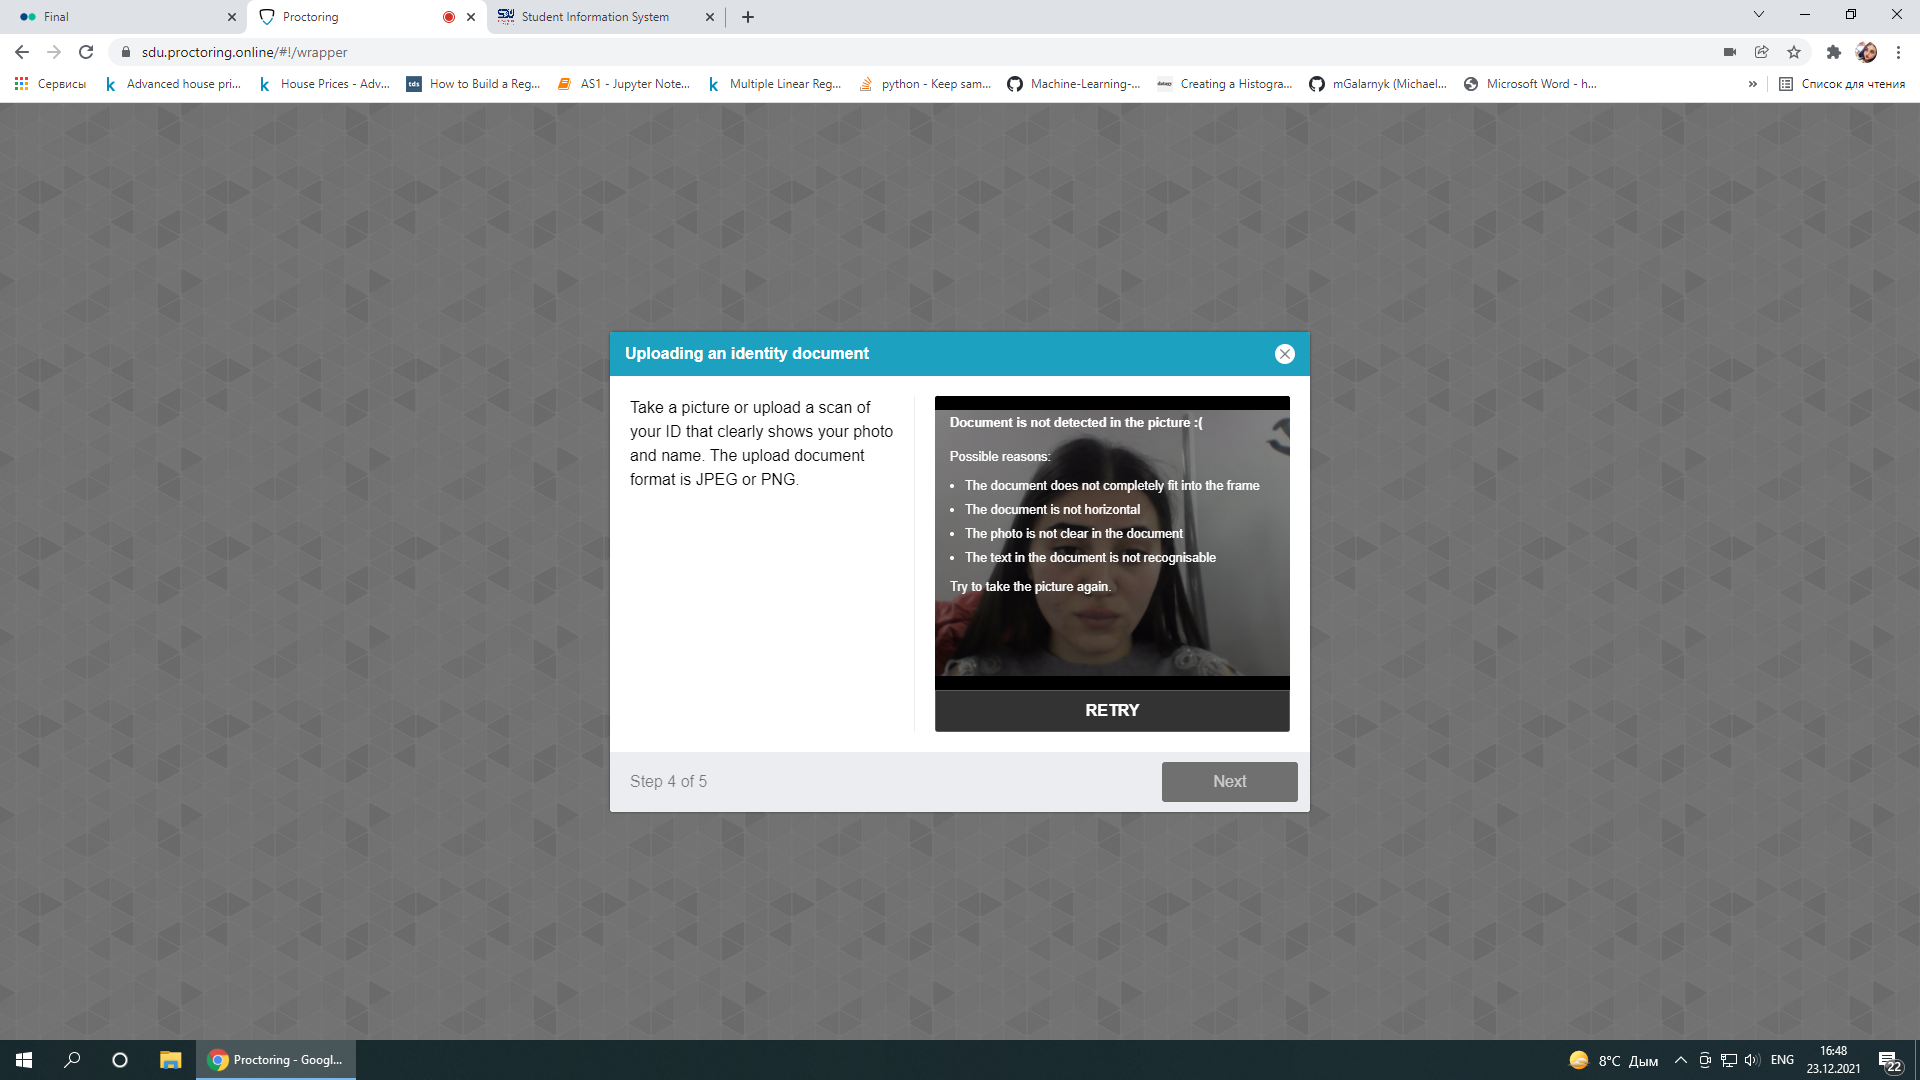 Final
Proctoring
Student Information System
sdu.proctoring.online/#!/wrapper
Сервисы
Advanced house pri...
House Prices - Adv...
tds
How to Build a Reg...
AS1 - Jupyter Note...
Multiple Linear Reg...
python - Keep sam...
Machine-Learning-...
Creating a Histogra...
mGalarnyk (Michael...
Microsoft Word - h...
»
Список для чтения
Uploading an identity document
Take a picture or upload a scan of
your ID that clearly shows your photo
and name. The upload document
format is JPEG or PNG.
Document is not detected in the picture :(
Possible reasons:
• The document does not completely fit into the frame
• The document is not horizontal
• The photo is not clear in the document
• The text in the document is not recognisable
Try to take the picture again.
RETRY
Step 4 of 5
Next
Proctoring - Googl...
8°C Дым
ENG
16:48
23.12.2021
22